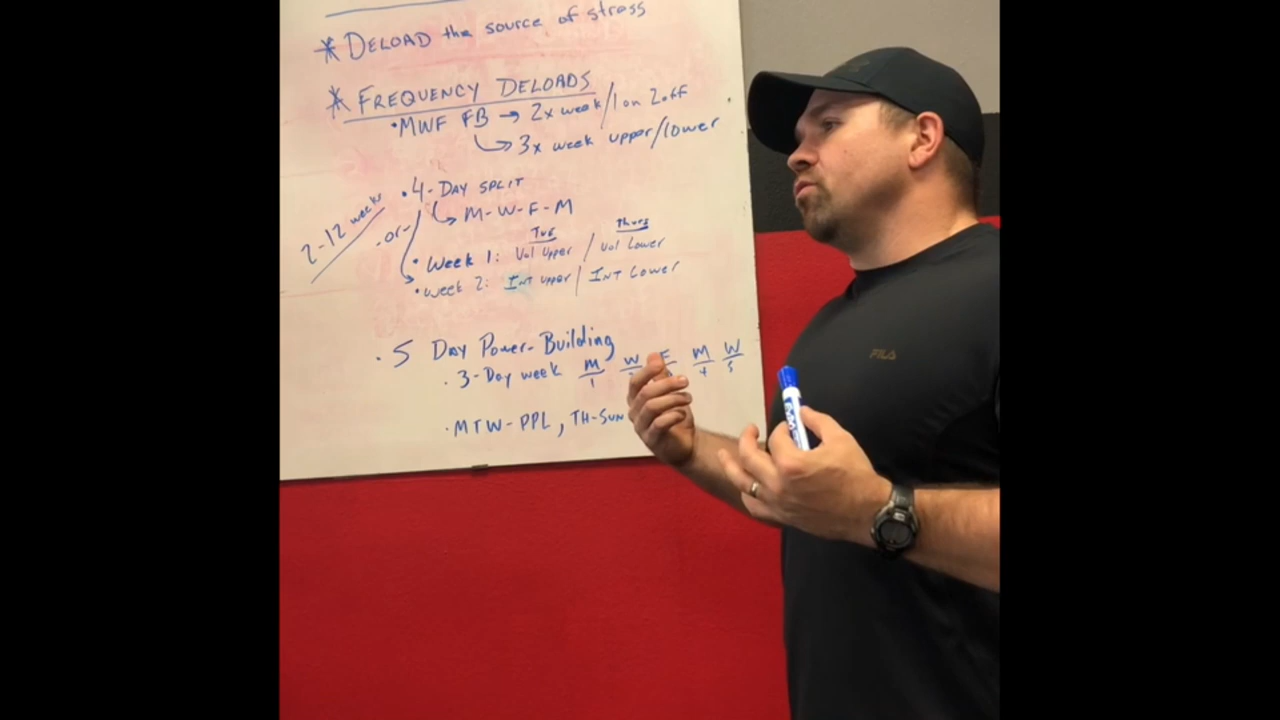 * DELOAD the source of stress
* FREQUENCY DELOADS
• MWF FB → 2x week/1 on 2 off
↳ 3x week upper/lower
2-12 weeks
• 4-DAY SPLIT
↳ M-W-F-M
-or-
Tue Thurs
• Week 1: Vol Upper / Vol Lower
• Week 2: INT Upper / INT Lower
• 5 Day Power-Building
• 3-Day week M W F M W
1 4 5
• MTW-PPL, TH-SUN
FILA